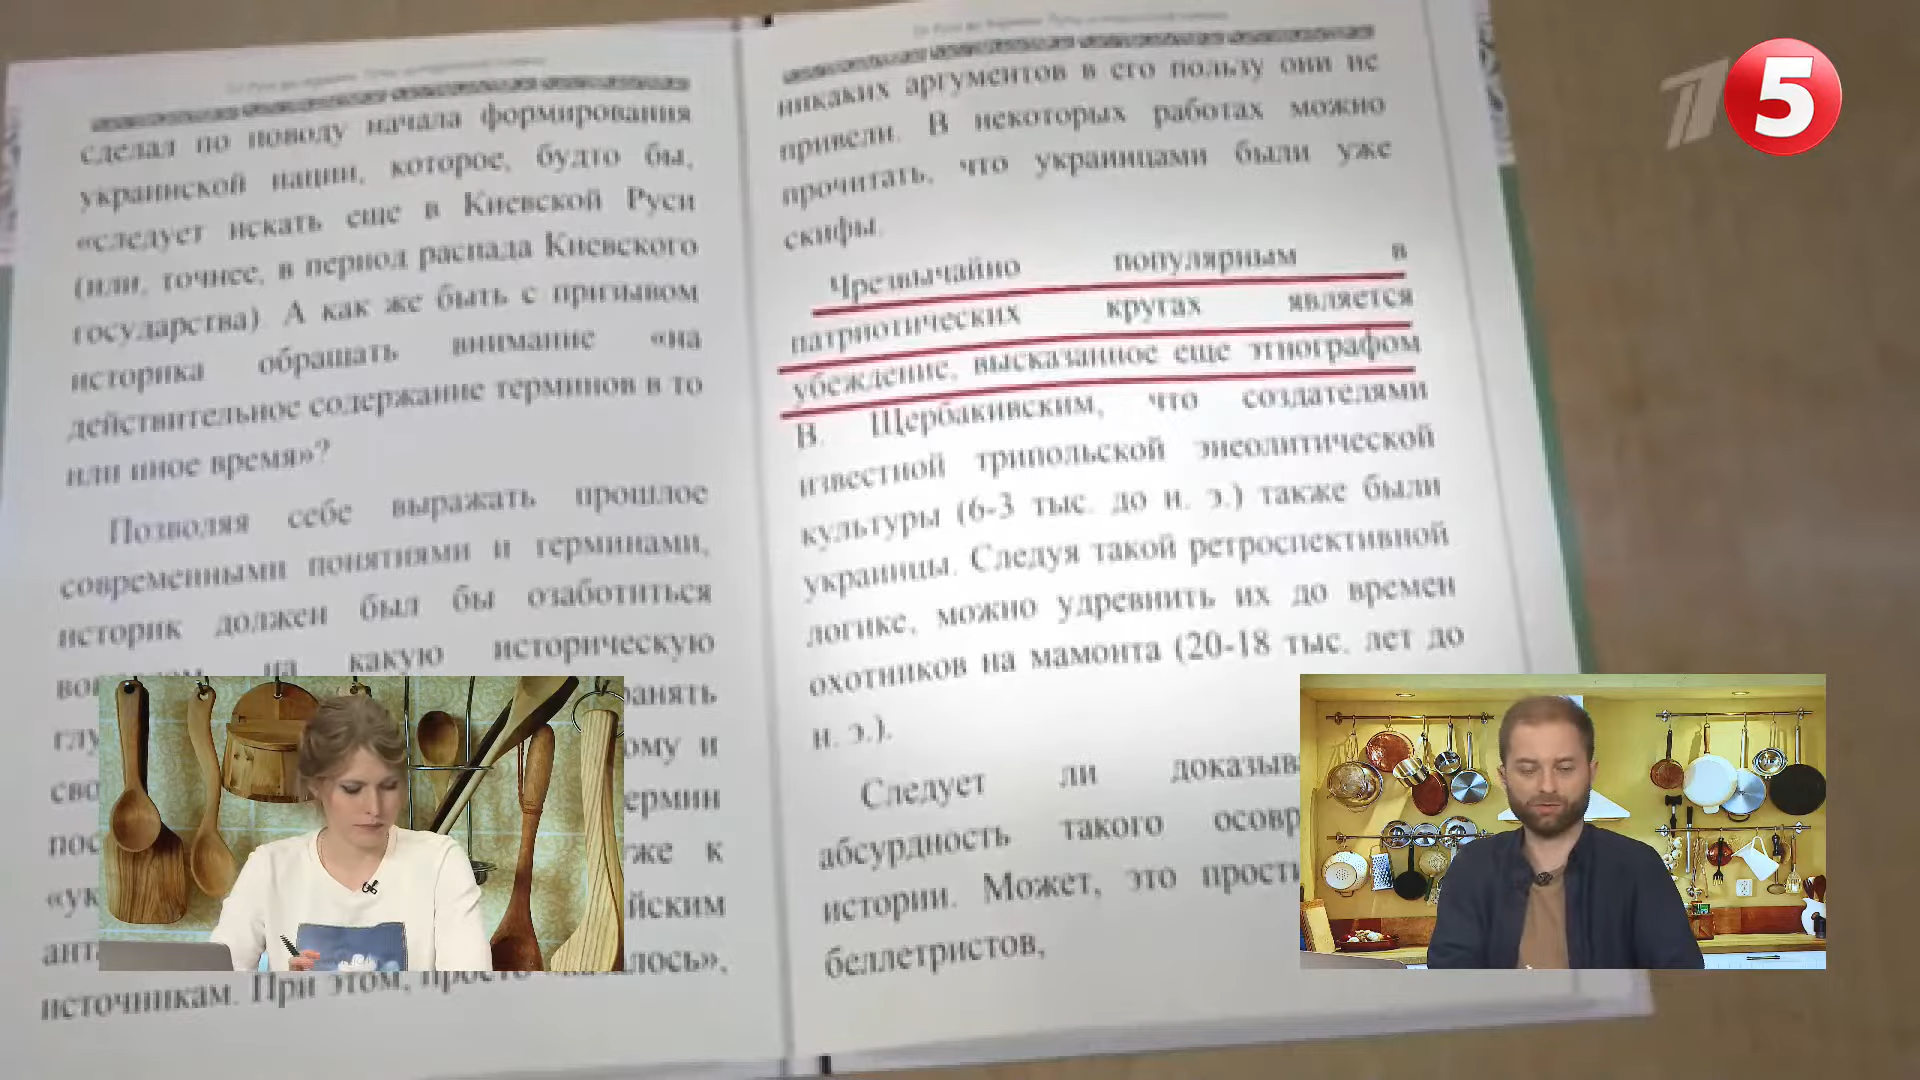 сделал по поводу начала формирования
украинской нации, которое, будто бы,
«следует искать еще в Киевской Руси
(или, точнее, в период распада Киевского
государства). А как же быть с призывом
историка обращать внимание «на
действительное содержание терминов в то
или иное время»?
Позволяя себе выражать прошлое
современными понятиями и терминами,
историк должен был бы озаботиться
на какую историческую
ому и
ермин
же к
«ук йским
источникам. При этом, просто лось»,
никаких аргументов в его пользу они не
привели. В некоторых работах можно
прочитать, что украинцами были уже
скифы.
Чрезвычайно популярным в
патриотических кругах является
убеждение, высказанное еще этнографом
В. Щербакивским, что создателями
известной трипольской энеолитической
культуры (6-3 тыс. до н. э.) также были
украинцы. Следуя такой ретроспективной
логике, можно удревнить их до времен
охотников на мамонта (20-18 тыс. лет до
н. э.).
Следует ли доказыва
абсурдность такого осовр
истории. Может, это прости
беллетристов,
5